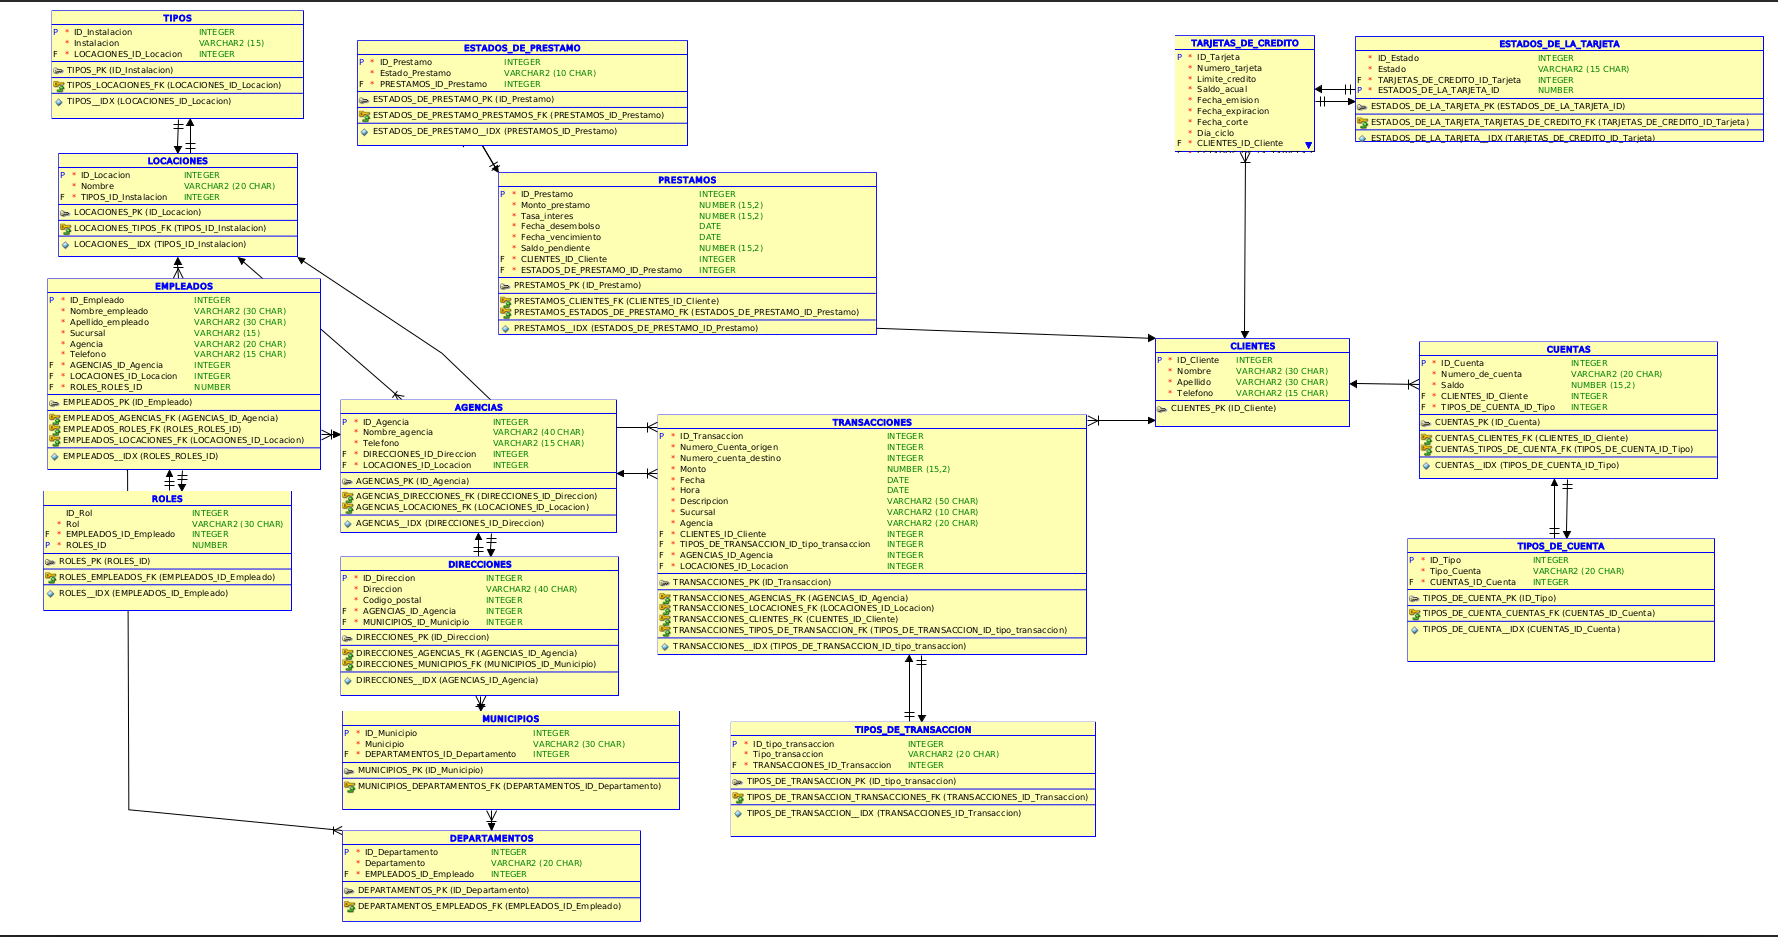 TIPOS
P * ID_Instalacion INTEGER
* Instalacion VARCHAR2 (15)
F * LOCACIONES_ID_Locacion INTEGER
TIPOS_PK (ID_Instalacion)
TIPOS_LOCACIONES_FK (LOCACIONES_ID_Locacion)
TIPOS__IDX (LOCACIONES_ID_Locacion)
ESTADOS_DE_PRESTAMO
P * ID_Prestamo INTEGER
* Estado_Prestamo VARCHAR2 (10 CHAR)
F * PRESTAMOS_ID_Prestamo INTEGER
ESTADOS_DE_PRESTAMO_PK (ID_Prestamo)
ESTADOS_DE_PRESTAMO_PRESTAMOS_FK (PRESTAMOS_ID_Prestamo)
ESTADOS_DE_PRESTAMO__IDX (PRESTAMOS_ID_Prestamo)
TARJETAS_DE_CREDITO
P * ID_Tarjeta
* Numero_tarjeta
* Limite_credito
* Saldo_acual
* Fecha_emision
* Fecha_expiracion
* Fecha_corte
* Dia_ciclo
F * CLIENTES_ID_Cliente
ESTADOS_DE_LA_TARJETA
* ID_Estado INTEGER
* Estado VARCHAR2 (15 CHAR)
F * TARJETAS_DE_CREDITO_ID_Tarjeta INTEGER
P * ESTADOS_DE_LA_TARJETA_ID NUMBER
ESTADOS_DE_LA_TARJETA_PK (ESTADOS_DE_LA_TARJETA_ID)
ESTADOS_DE_LA_TARJETA_TARJETAS_DE_CREDITO_FK (TARJETAS_DE_CREDITO_ID_Tarjeta)
ESTADOS_DE_LA_TARJETA__IDX (TARJETAS_DE_CREDITO_ID_Tarjeta)
LOCACIONES
P * ID_Locacion INTEGER
* Nombre VARCHAR2 (20 CHAR)
F * TIPOS_ID_Instalacion INTEGER
LOCACIONES_PK (ID_Locacion)
LOCACIONES_TIPOS_FK (TIPOS_ID_Instalacion)
LOCACIONES__IDX (TIPOS_ID_Instalacion)
PRESTAMOS
P * ID_Prestamo INTEGER
* Monto_prestamo NUMBER (15,2)
* Tasa_interes NUMBER (15,2)
* Fecha_desembolso DATE
* Fecha_vencimiento DATE
* Saldo_pendiente NUMBER (15,2)
F * CLIENTES_ID_Cliente INTEGER
F * ESTADOS_DE_PRESTAMO_ID_Prestamo INTEGER
PRESTAMOS_PK (ID_Prestamo)
PRESTAMOS_CLIENTES_FK (CLIENTES_ID_Cliente)
PRESTAMOS_ESTADOS_DE_PRESTAMO_FK (ESTADOS_DE_PRESTAMO_ID_Prestamo)
PRESTAMOS__IDX (ESTADOS_DE_PRESTAMO_ID_Prestamo)
EMPLEADOS
P * ID_Empleado INTEGER
* Nombre_empleado VARCHAR2 (30 CHAR)
* Apellido_empleado VARCHAR2 (30 CHAR)
* Sucursal VARCHAR2 (15)
* Agencia VARCHAR2 (20 CHAR)
* Telefono VARCHAR2 (15 CHAR)
F * AGENCIAS_ID_Agencia INTEGER
F * LOCACIONES_ID_Locacion INTEGER
F * ROLES_ROLES_ID NUMBER
EMPLEADOS_PK (ID_Empleado)
EMPLEADOS_AGENCIAS_FK (AGENCIAS_ID_Agencia)
EMPLEADOS_ROLES_FK (ROLES_ROLES_ID)
EMPLEADOS_LOCACIONES_FK (LOCACIONES_ID_Locacion)
EMPLEADOS__IDX (ROLES_ROLES_ID)
CLIENTES
P * ID_Cliente INTEGER
* Nombre VARCHAR2 (30 CHAR)
* Apellido VARCHAR2 (30 CHAR)
* Telefono VARCHAR2 (15 CHAR)
CLIENTES_PK (ID_Cliente)
CUENTAS
P * ID_Cuenta INTEGER
* Numero_de_cuenta VARCHAR2 (20 CHAR)
* Saldo NUMBER (15,2)
F * CLIENTES_ID_Cliente INTEGER
F * TIPOS_DE_CUENTA_ID_Tipo INTEGER
CUENTAS_PK (ID_Cuenta)
CUENTAS_CLIENTES_FK (CLIENTES_ID_Cliente)
CUENTAS_TIPOS_DE_CUENTA_FK (TIPOS_DE_CUENTA_ID_Tipo)
CUENTAS__IDX (TIPOS_DE_CUENTA_ID_Tipo)
AGENCIAS
P * ID_Agencia INTEGER
* Nombre_agencia VARCHAR2 (40 CHAR)
* Telefono VARCHAR2 (15 CHAR)
F * DIRECCIONES_ID_Direccion INTEGER
F * LOCACIONES_ID_Locacion INTEGER
AGENCIAS_PK (ID_Agencia)
AGENCIAS_DIRECCIONES_FK (DIRECCIONES_ID_Direccion)
AGENCIAS_LOCACIONES_FK (LOCACIONES_ID_Locacion)
AGENCIAS__IDX (DIRECCIONES_ID_Direccion)
TRANSACCIONES
P * ID_Transaccion INTEGER
* Numero_Cuenta_origen INTEGER
* Numero_cuenta_destino INTEGER
* Monto NUMBER (15,2)
* Fecha DATE
* Hora DATE
* Descripcion VARCHAR2 (50 CHAR)
* Sucursal VARCHAR2 (10 CHAR)
* Agencia VARCHAR2 (20 CHAR)
F * CLIENTES_ID_Cliente INTEGER
F * TIPOS_DE_TRANSACCION_ID_tipo_transaccion INTEGER
F * AGENCIAS_ID_Agencia INTEGER
F * LOCACIONES_ID_Locacion INTEGER
TRANSACCIONES_PK (ID_Transaccion)
TRANSACCIONES_AGENCIAS_FK (AGENCIAS_ID_Agencia)
TRANSACCIONES_LOCACIONES_FK (LOCACIONES_ID_Locacion)
TRANSACCIONES_CLIENTES_FK (CLIENTES_ID_Cliente)
TRANSACCIONES_TIPOS_DE_TRANSACCION_FK (TIPOS_DE_TRANSACCION_ID_tipo_transaccion)
TRANSACCIONES__IDX (TIPOS_DE_TRANSACCION_ID_tipo_transaccion)
ROLES
ID_Rol INTEGER
* Rol VARCHAR2 (30 CHAR)
F * EMPLEADOS_ID_Empleado INTEGER
P * ROLES_ID NUMBER
ROLES_PK (ROLES_ID)
ROLES_EMPLEADOS_FK (EMPLEADOS_ID_Empleado)
ROLES__IDX (EMPLEADOS_ID_Empleado)
DIRECCIONES
P * ID_Direccion INTEGER
* Direccion VARCHAR2 (40 CHAR)
* Codigo_postal INTEGER
F * AGENCIAS_ID_Agencia INTEGER
F * MUNICIPIOS_ID_Municipio INTEGER
DIRECCIONES_PK (ID_Direccion)
DIRECCIONES_AGENCIAS_FK (AGENCIAS_ID_Agencia)
DIRECCIONES_MUNICIPIOS_FK (MUNICIPIOS_ID_Municipio)
DIRECCIONES__IDX (AGENCIAS_ID_Agencia)
TIPOS_DE_CUENTA
P * ID_Tipo INTEGER
* Tipo_Cuenta VARCHAR2 (20 CHAR)
F * CUENTAS_ID_Cuenta INTEGER
TIPOS_DE_CUENTA_PK (ID_Tipo)
TIPOS_DE_CUENTA_CUENTAS_FK (CUENTAS_ID_Cuenta)
TIPOS_DE_CUENTA__IDX (CUENTAS_ID_Cuenta)
MUNICIPIOS
P * ID_Municipio INTEGER
* Municipio VARCHAR2 (30 CHAR)
F * DEPARTAMENTOS_ID_Departamento INTEGER
MUNICIPIOS_PK (ID_Municipio)
MUNICIPIOS_DEPARTAMENTOS_FK (DEPARTAMENTOS_ID_Departamento)
TIPOS_DE_TRANSACCION
P * ID_tipo_transaccion INTEGER
* Tipo_transaccion VARCHAR2 (20 CHAR)
F * TRANSACCIONES_ID_Transaccion INTEGER
TIPOS_DE_TRANSACCION_PK (ID_tipo_transaccion)
TIPOS_DE_TRANSACCION_TRANSACCIONES_FK (TRANSACCIONES_ID_Transaccion)
TIPOS_DE_TRANSACCION__IDX (TRANSACCIONES_ID_Transaccion)
DEPARTAMENTOS
P * ID_Departamento INTEGER
* Departamento VARCHAR2 (20 CHAR)
F * EMPLEADOS_ID_Empleado INTEGER
DEPARTAMENTOS_PK (ID_Departamento)
DEPARTAMENTOS_EMPLEADOS_FK (EMPLEADOS_ID_Empleado)